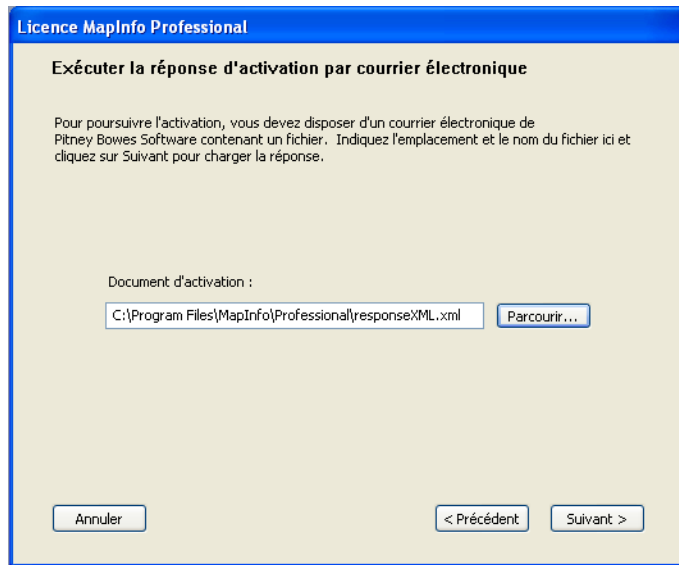 Licence MapInfo Professional
Exécuter la réponse d'activation par courrier électronique
Pour poursuivre l'activation, vous devez disposer d'un courrier électronique de
Pitney Bowes Software contenant un fichier. Indiquez l'emplacement et le nom du fichier ici et
cliquez sur Suivant pour charger la réponse.
Document d'activation :
C:\Program Files\MapInfo\Professional\responseXML.xml
Parcourir...
Annuler
< Précédent
Suivant >